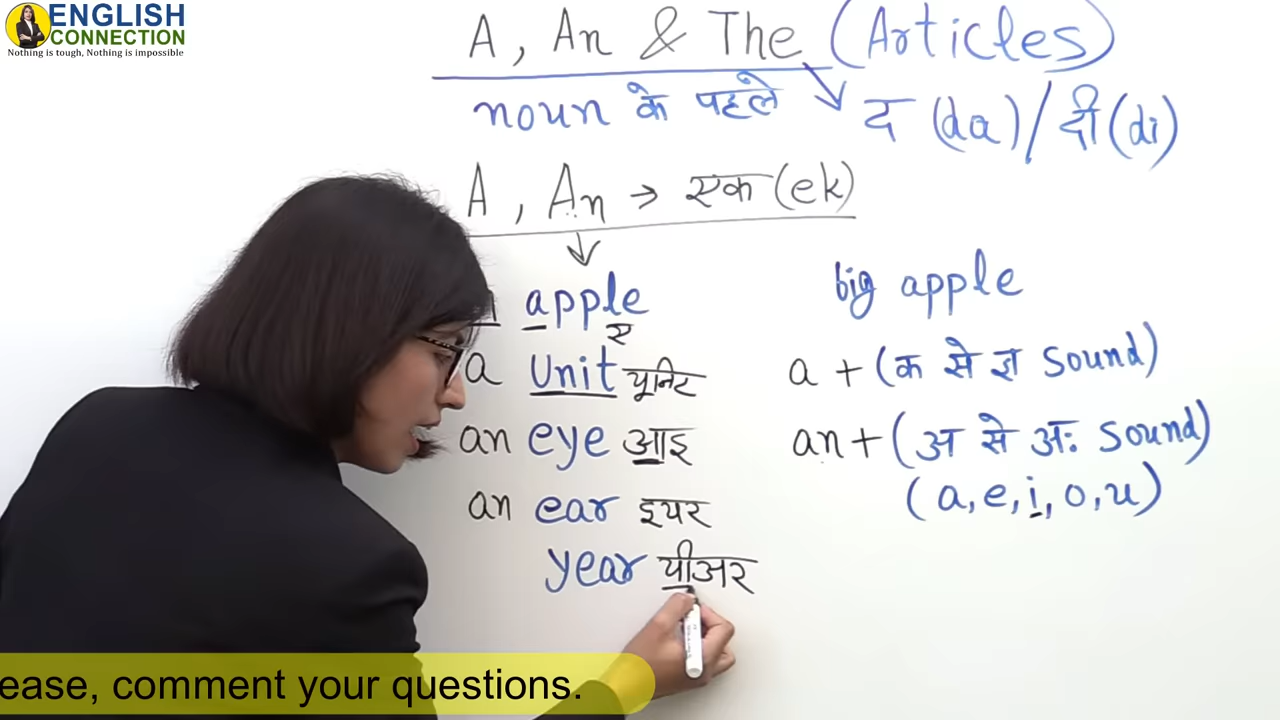 ENGLISH
CONNECTION
Nothing is tough, Nothing is impossible
A, An & The (Articles)
noun के पहले
द (da)/दी(di)
A, An → एक (ek)
apple
ए
big apple
a Unit यूनिट
a + (क से ज्ञ sound)
an eye आइ
an + (अ से अः sound)
(a, e, i, o, u)
an ear इयर
year यीअर
ease, comment your questions.